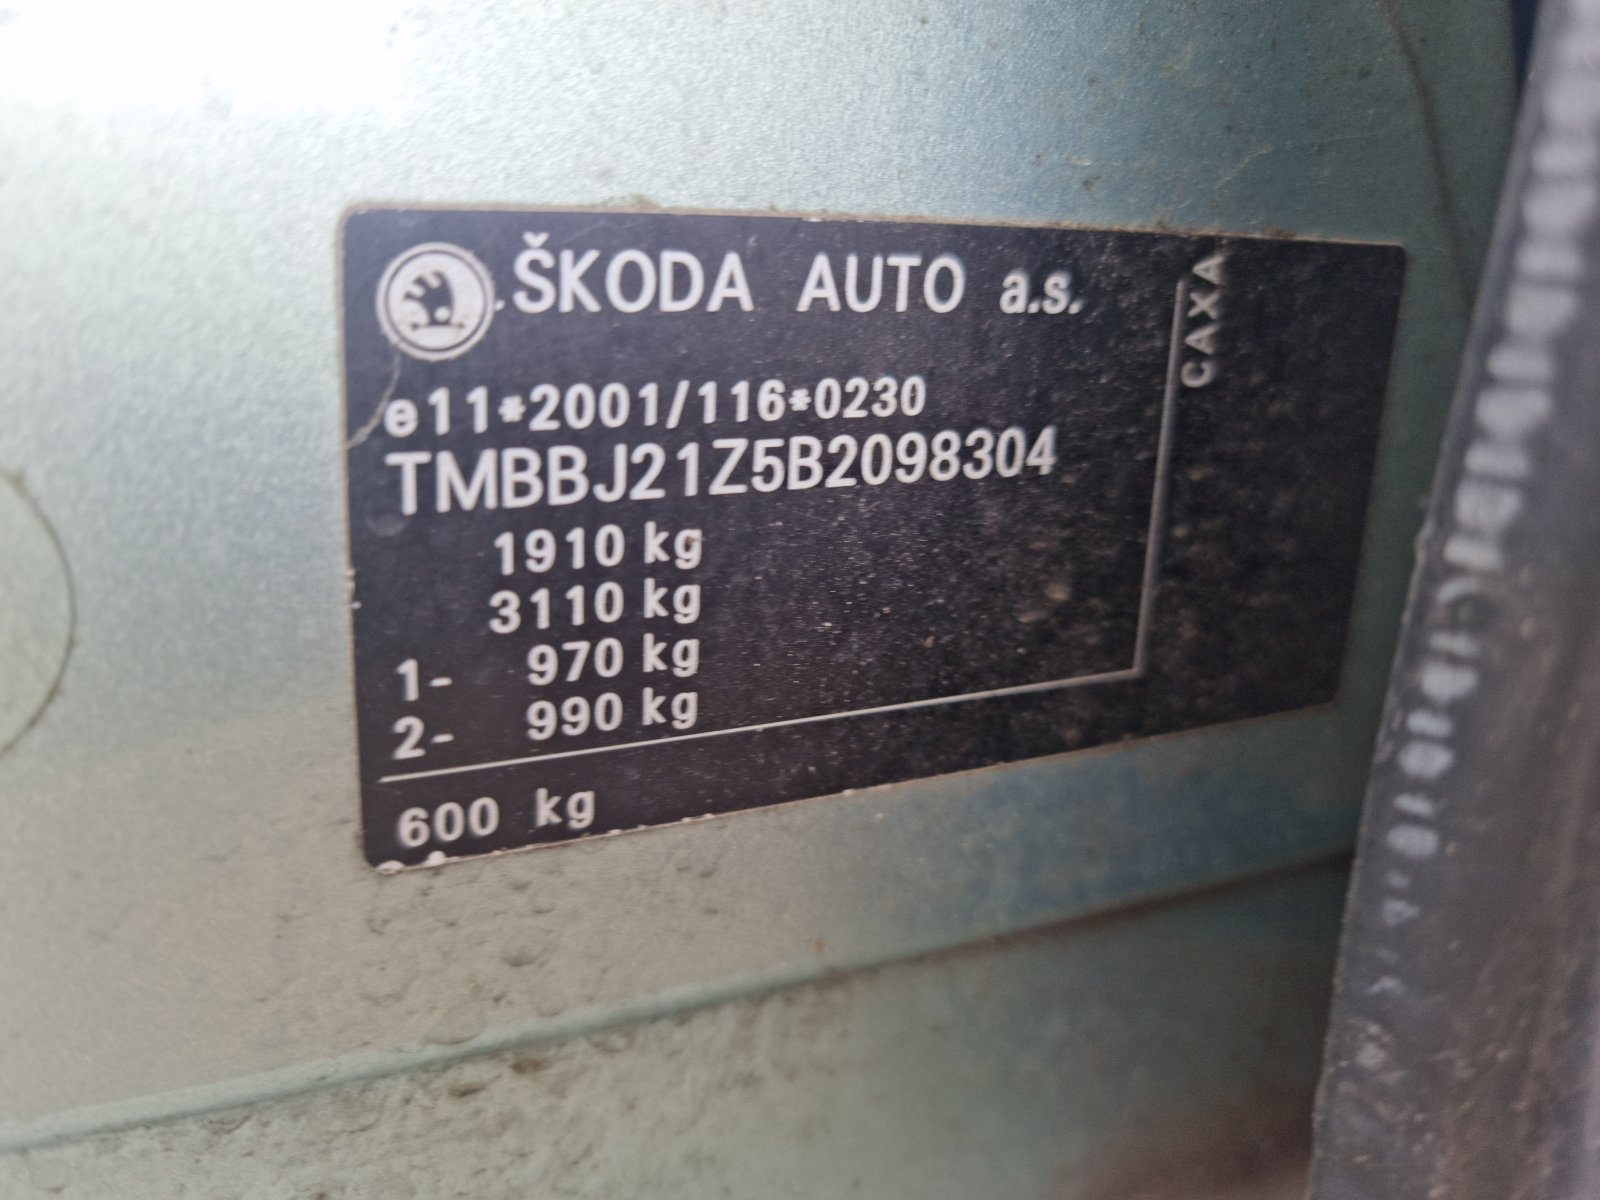 ŠKODA AUTO a.s.
e11*2001/116*0230
TMBBJ21Z5B2098304
1910 kg
3110 kg
1- 970 kg
2- 990 kg
600 kg
CAXA